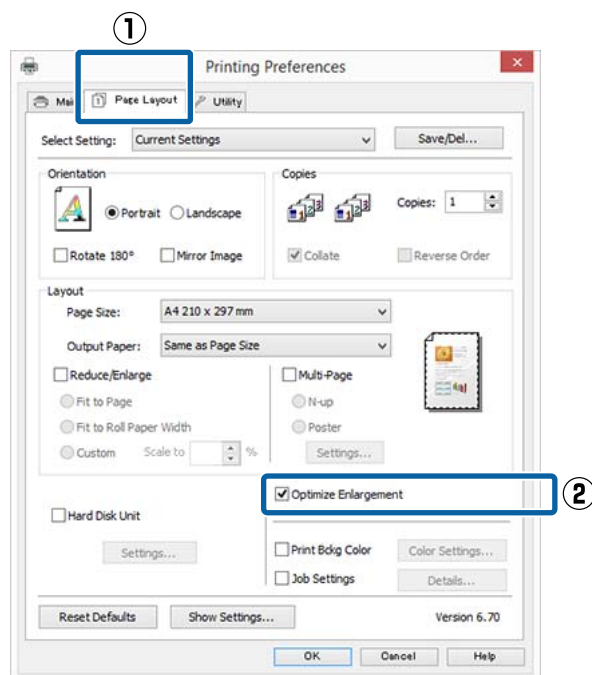 ①
Printing Preferences
Main Page Layout Utility
Select Setting: Current Settings Save/Del...
Orientation
Portrait Landscape
Rotate 180° Mirror Image
Copies
Copies: 1
Collate Reverse Order
Layout
Page Size: A4 210 x 297 mm
Output Paper: Same as Page Size
Reduce/Enlarge
Fit to Page
Fit to Roll Paper Width
Custom Scale to %
Multi-Page
N-up
Poster
Settings...
Optimize Enlargement ②
Hard Disk Unit
Settings...
Print Bckg Color Color Settings...
Job Settings Details...
Reset Defaults Show Settings... Version 6.70
OK Cancel Help